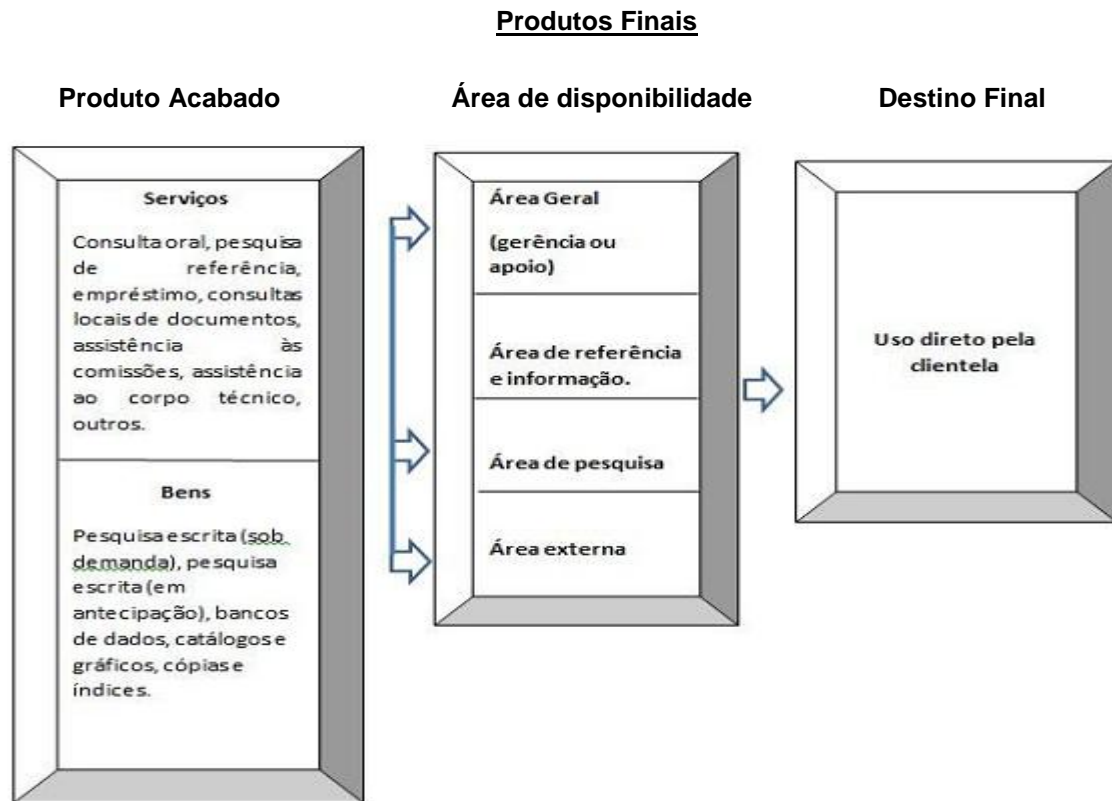 Produtos Finais
Produto Acabado
Área de disponibilidade
Destino Final
Serviços
Consulta oral, pesquisa
de referência,
empréstimo, consultas
locais de documentos,
assistência às
comissões, assistência
ao corpo técnico,
outros.
Bens
Pesquisa escrita (sob
demanda), pesquisa
escrita (em
antecipação), bancos
de dados, catálogos e
gráficos, cópias e
índices.
Área Geral
(gerência ou
apoio)
Área de referência
e informação.
Área de pesquisa
Área externa
Uso direto pela
clientela